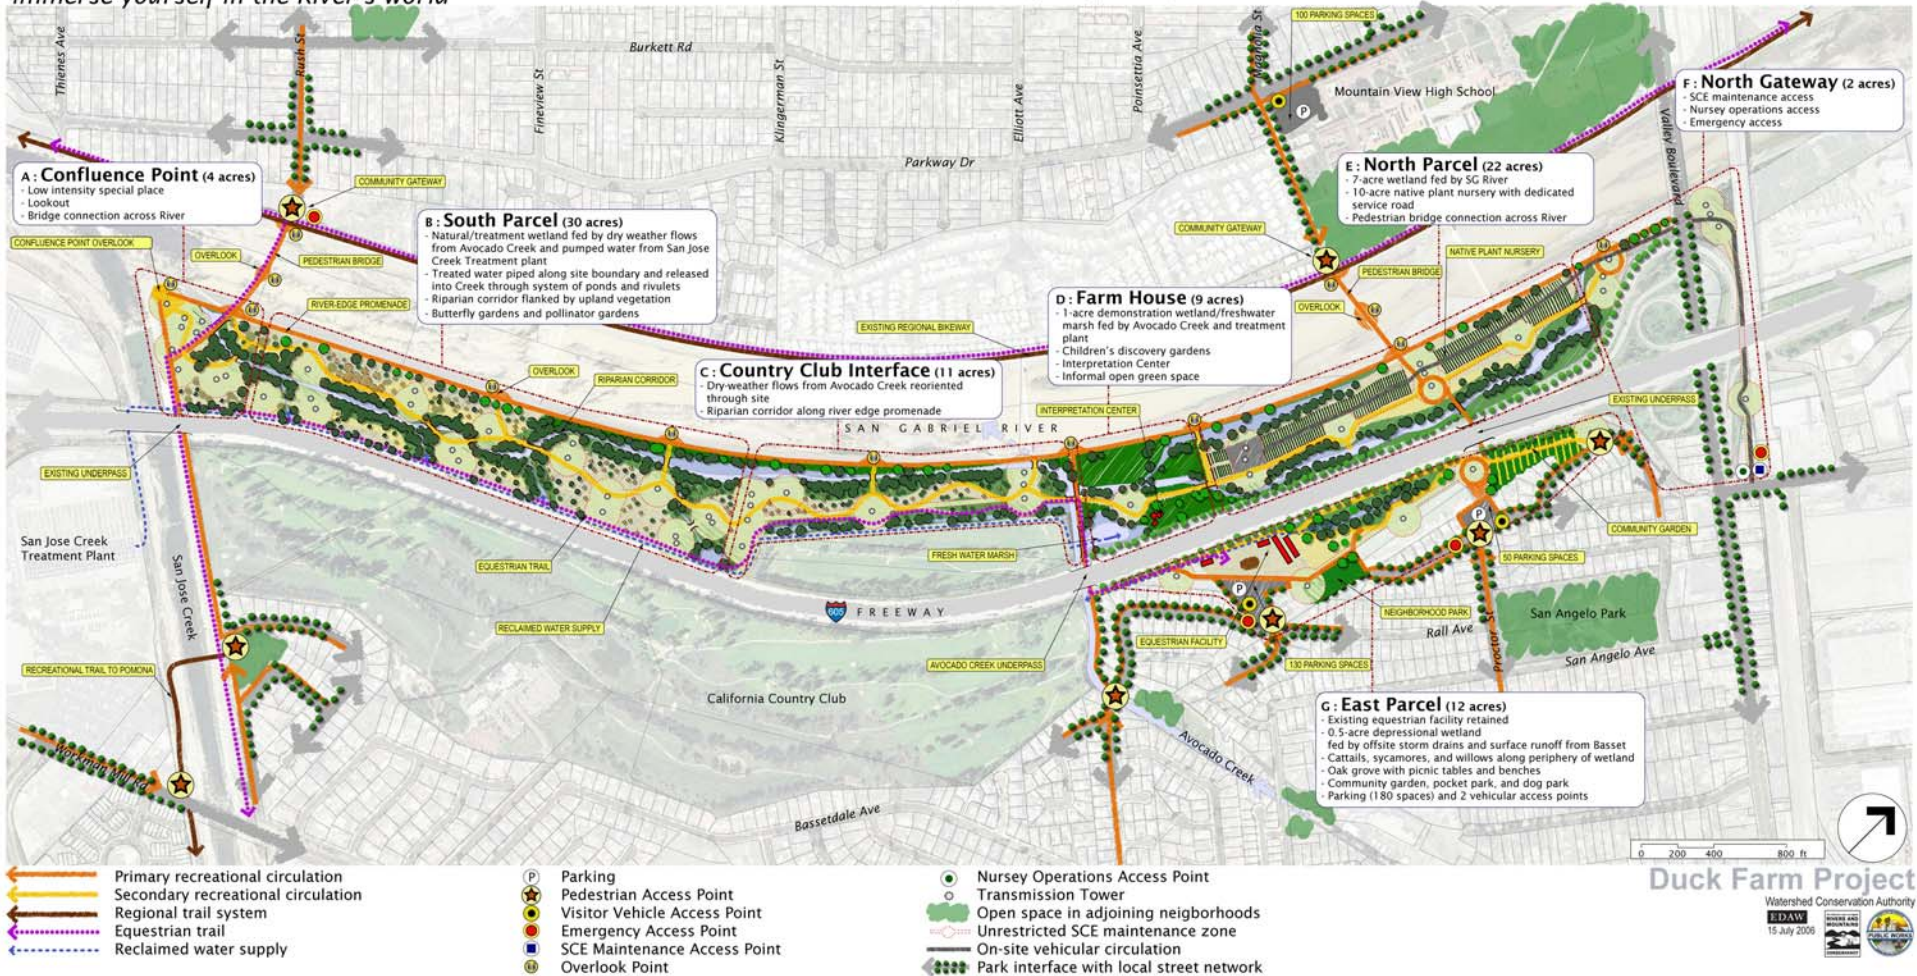 Immerse yourself in the River's world
Thienes Ave
Rush St
Burkett Rd
Fineview St
Klingerman St
Elliott Ave
Parkway Dr
Poinsettia Ave
Magnolia St
100 PARKING SPACES
Mountain View High School
Valley Boulevard
F : North Gateway (2 acres)
- SCE maintenance access
- Nursey operations access
- Emergency access
A : Confluence Point (4 acres)
- Low intensity special place
- Lookout
- Bridge connection across River
COMMUNITY GATEWAY
B : South Parcel (30 acres)
- Natural/treatment wetland fed by dry weather flows
from Avocado Creek and pumped water from San Jose
Creek Treatment plant
- Treated water piped along site boundary and released
into Creek through system of ponds and rivulets
- Riparian corridor flanked by upland vegetation
- Butterfly gardens and pollinator gardens
E : North Parcel (22 acres)
- 7-acre wetland fed by SG River
- 10-acre native plant nursery with dedicated
service road
- Pedestrian bridge connection across River
COMMUNITY GATEWAY
NATIVE PLANT NURSERY
CONFLUENCE POINT OVERLOOK
OVERLOOK
PEDESTRIAN BRIDGE
RIVER-EDGE PROMENADE
PEDESTRIAN BRIDGE
OVERLOOK
D : Farm House (9 acres)
- 1-acre demonstration wetland/freshwater
marsh fed by Avocado Creek and treatment
plant
- Children's discovery gardens
- Interpretation Center
- Informal open green space
EXISTING REGIONAL BIKEWAY
OVERLOOK
RIPARIAN CORRIDOR
C : Country Club Interface (11 acres)
- Dry-weather flows from Avocado Creek reoriented
through site
- Riparian corridor along river edge promenade
INTERPRETATION CENTER
SAN GABRIEL RIVER
EXISTING UNDERPASS
EXISTING UNDERPASS
San Jose Creek
Treatment Plant
San Jose Creek
EQUESTRIAN TRAIL
RECLAIMED WATER SUPPLY
FRESH WATER MARSH
605 FREEWAY
COMMUNITY GARDEN
P
P
P
50 PARKING SPACES
NEIGHBORHOOD PARK
San Angelo Park
Rall Ave
Proctor St
San Angelo Ave
EQUESTRIAN FACILITY
130 PARKING SPACES
AVOCADO CREEK UNDERPASS
RECREATIONAL TRAIL TO POMONA
California Country Club
Workman Mill Rd
Avocado Creek
Bassetdale Ave
G : East Parcel (12 acres)
- Existing equestrian facility retained
- 0.5-acre depressional wetland
fed by offsite storm drains and surface runoff from Basset
- Cattails, sycamores, and willows along periphery of wetland
- Oak grove with picnic tables and benches
- Community garden, pocket park, and dog park
- Parking (180 spaces) and 2 vehicular access points
0 200 400 800 ft
Primary recreational circulation
Secondary recreational circulation
Regional trail system
Equestrian trail
Reclaimed water supply
P Parking
Pedestrian Access Point
Visitor Vehicle Access Point
Emergency Access Point
SCE Maintenance Access Point
Overlook Point
Nursey Operations Access Point
Transmission Tower
Open space in adjoining neigborhoods
Unrestricted SCE maintenance zone
On-site vehicular circulation
Park interface with local street network
Duck Farm Project
Watershed Conservation Authority
EDAW
15 July 2006
RIVERS AND
MOUNTAINS
CONSERVANCY
PUBLIC WORKS